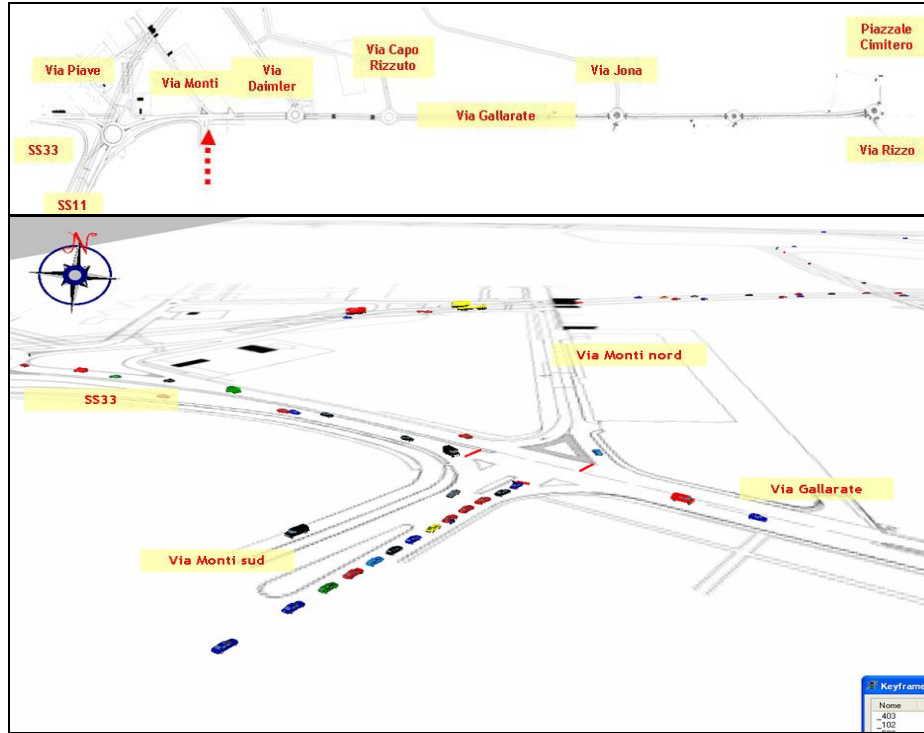 Piazzale
Cimitero
Via Capo
Rizzuto
Via Piave
Via Monti
Via
Daimler
Via Jona
Via Gallarate
SS33
Via Rizzo
SS11
N
Via Monti nord
SS33
Via Gallarate
Via Monti sud
Keyframe
Nome
_403
_102